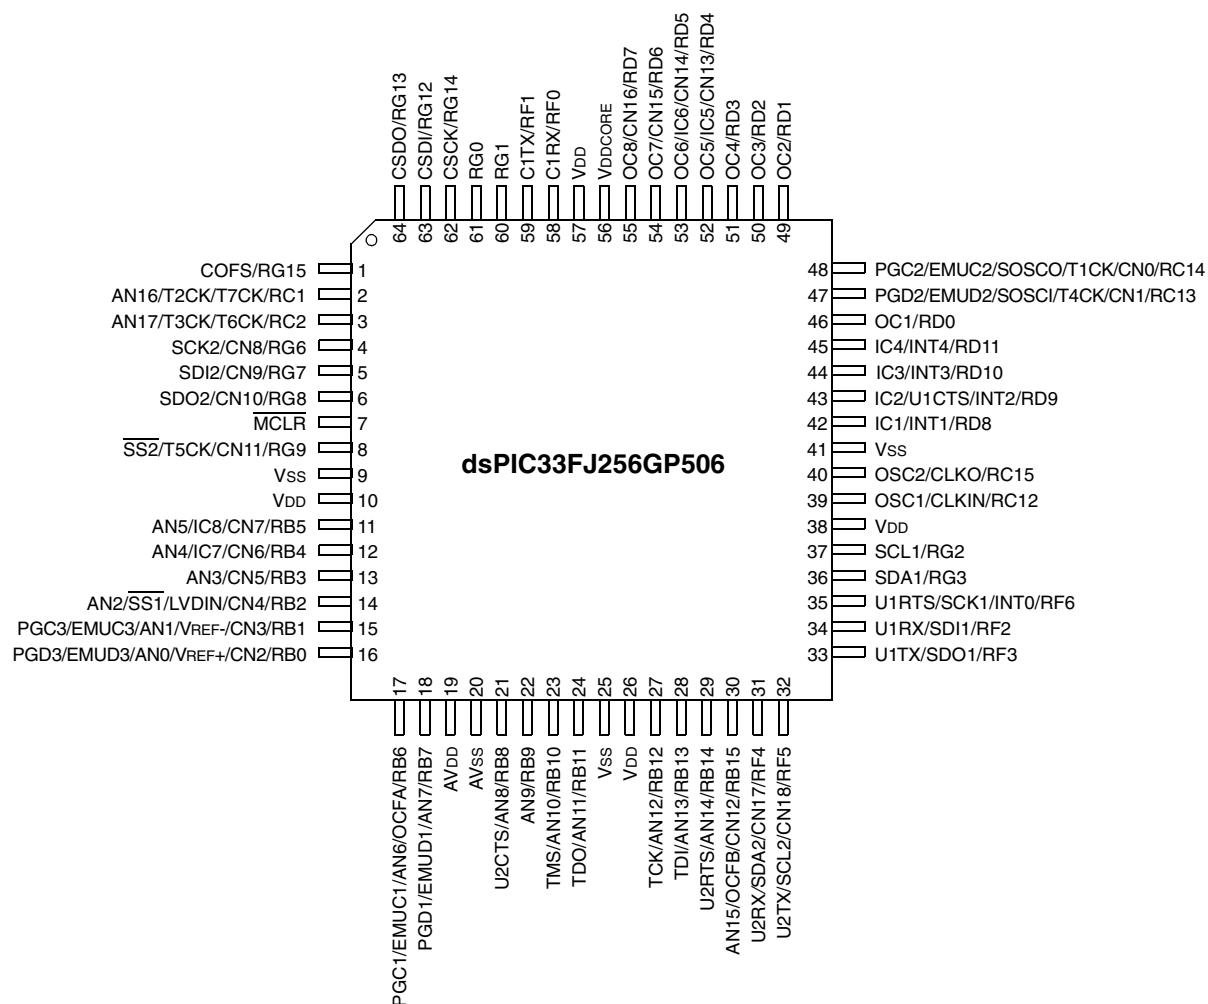 CSDO/RG13
CSDI/RG12
CSCK/RG14
RG0
RG1
C1TX/RF1
C1RX/RF0
VDD
VDDCORE
OC8/CN16/RD7
OC7/CN15/RD6
OC6/IC6/CN14/RD5
OC5/IC5/CN13/RD4
OC4/RD3
OC3/RD2
OC2/RD1
64 63 62 61 60 59 58 57 56 55 54 53 52 51 50 49
COFS/RG15 1
AN16/T2CK/T7CK/RC1 2
AN17/T3CK/T6CK/RC2 3
SCK2/CN8/RG6 4
SDI2/CN9/RG7 5
SDO2/CN10/RG8 6
MCLR 7
SS2/T5CK/CN11/RG9 8
VSS 9
VDD 10
AN5/IC8/CN7/RB5 11
AN4/IC7/CN6/RB4 12
AN3/CN5/RB3 13
AN2/SS1/LVDIN/CN4/RB2 14
PGC3/EMUC3/AN1/VREF-/CN3/RB1 15
PGD3/EMUD3/AN0/VREF+/CN2/RB0 16
dsPIC33FJ256GP506
48 PGC2/EMUC2/SOSCO/T1CK/CN0/RC14
47 PGD2/EMUD2/SOSCI/T4CK/CN1/RC13
46 OC1/RD0
45 IC4/INT4/RD11
44 IC3/INT3/RD10
43 IC2/U1CTS/INT2/RD9
42 IC1/INT1/RD8
41 VSS
40 OSC2/CLKO/RC15
39 OSC1/CLKIN/RC12
38 VDD
37 SCL1/RG2
36 SDA1/RG3
35 U1RTS/SCK1/INT0/RF6
34 U1RX/SDI1/RF2
33 U1TX/SDO1/RF3
17 18 19 20 21 22 23 24 25 26 27 28 29 30 31 32
PGC1/EMUC1/AN6/OCFA/RB6
PGD1/EMUD1/AN7/RB7
AVDD
AVSS
U2CTS/AN8/RB8
AN9/RB9
TMS/AN10/RB10
TDO/AN11/RB11
VSS
VDD
TCK/AN12/RB12
TDI/AN13/RB13
U2RTS/AN14/RB14
AN15/OCFB/CN12/RB15
U2RX/SDA2/CN17/RF4
U2TX/SCL2/CN18/RF5